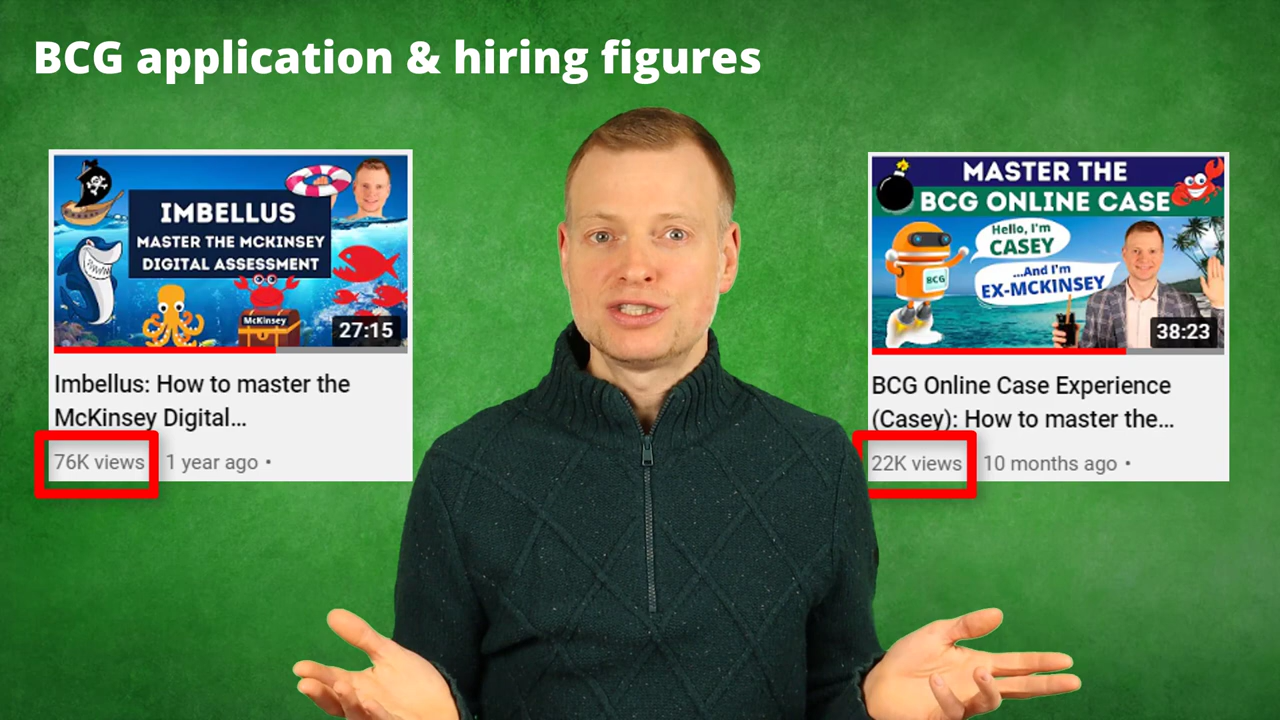 BCG application & hiring figures
IMBELLUS
MASTER THE MCKINSEY
DIGITAL ASSESSMENT
McKinsey
27:15
Imbellus: How to master the
McKinsey Digital...
76K views 1 year ago •
MASTER THE
BCG ONLINE CASE
Hello, I'm
CASEY
...And I'm
EX-MCKINSEY
BCG
38:23
BCG Online Case Experience
(Casey): How to master the...
22K views 10 months ago •